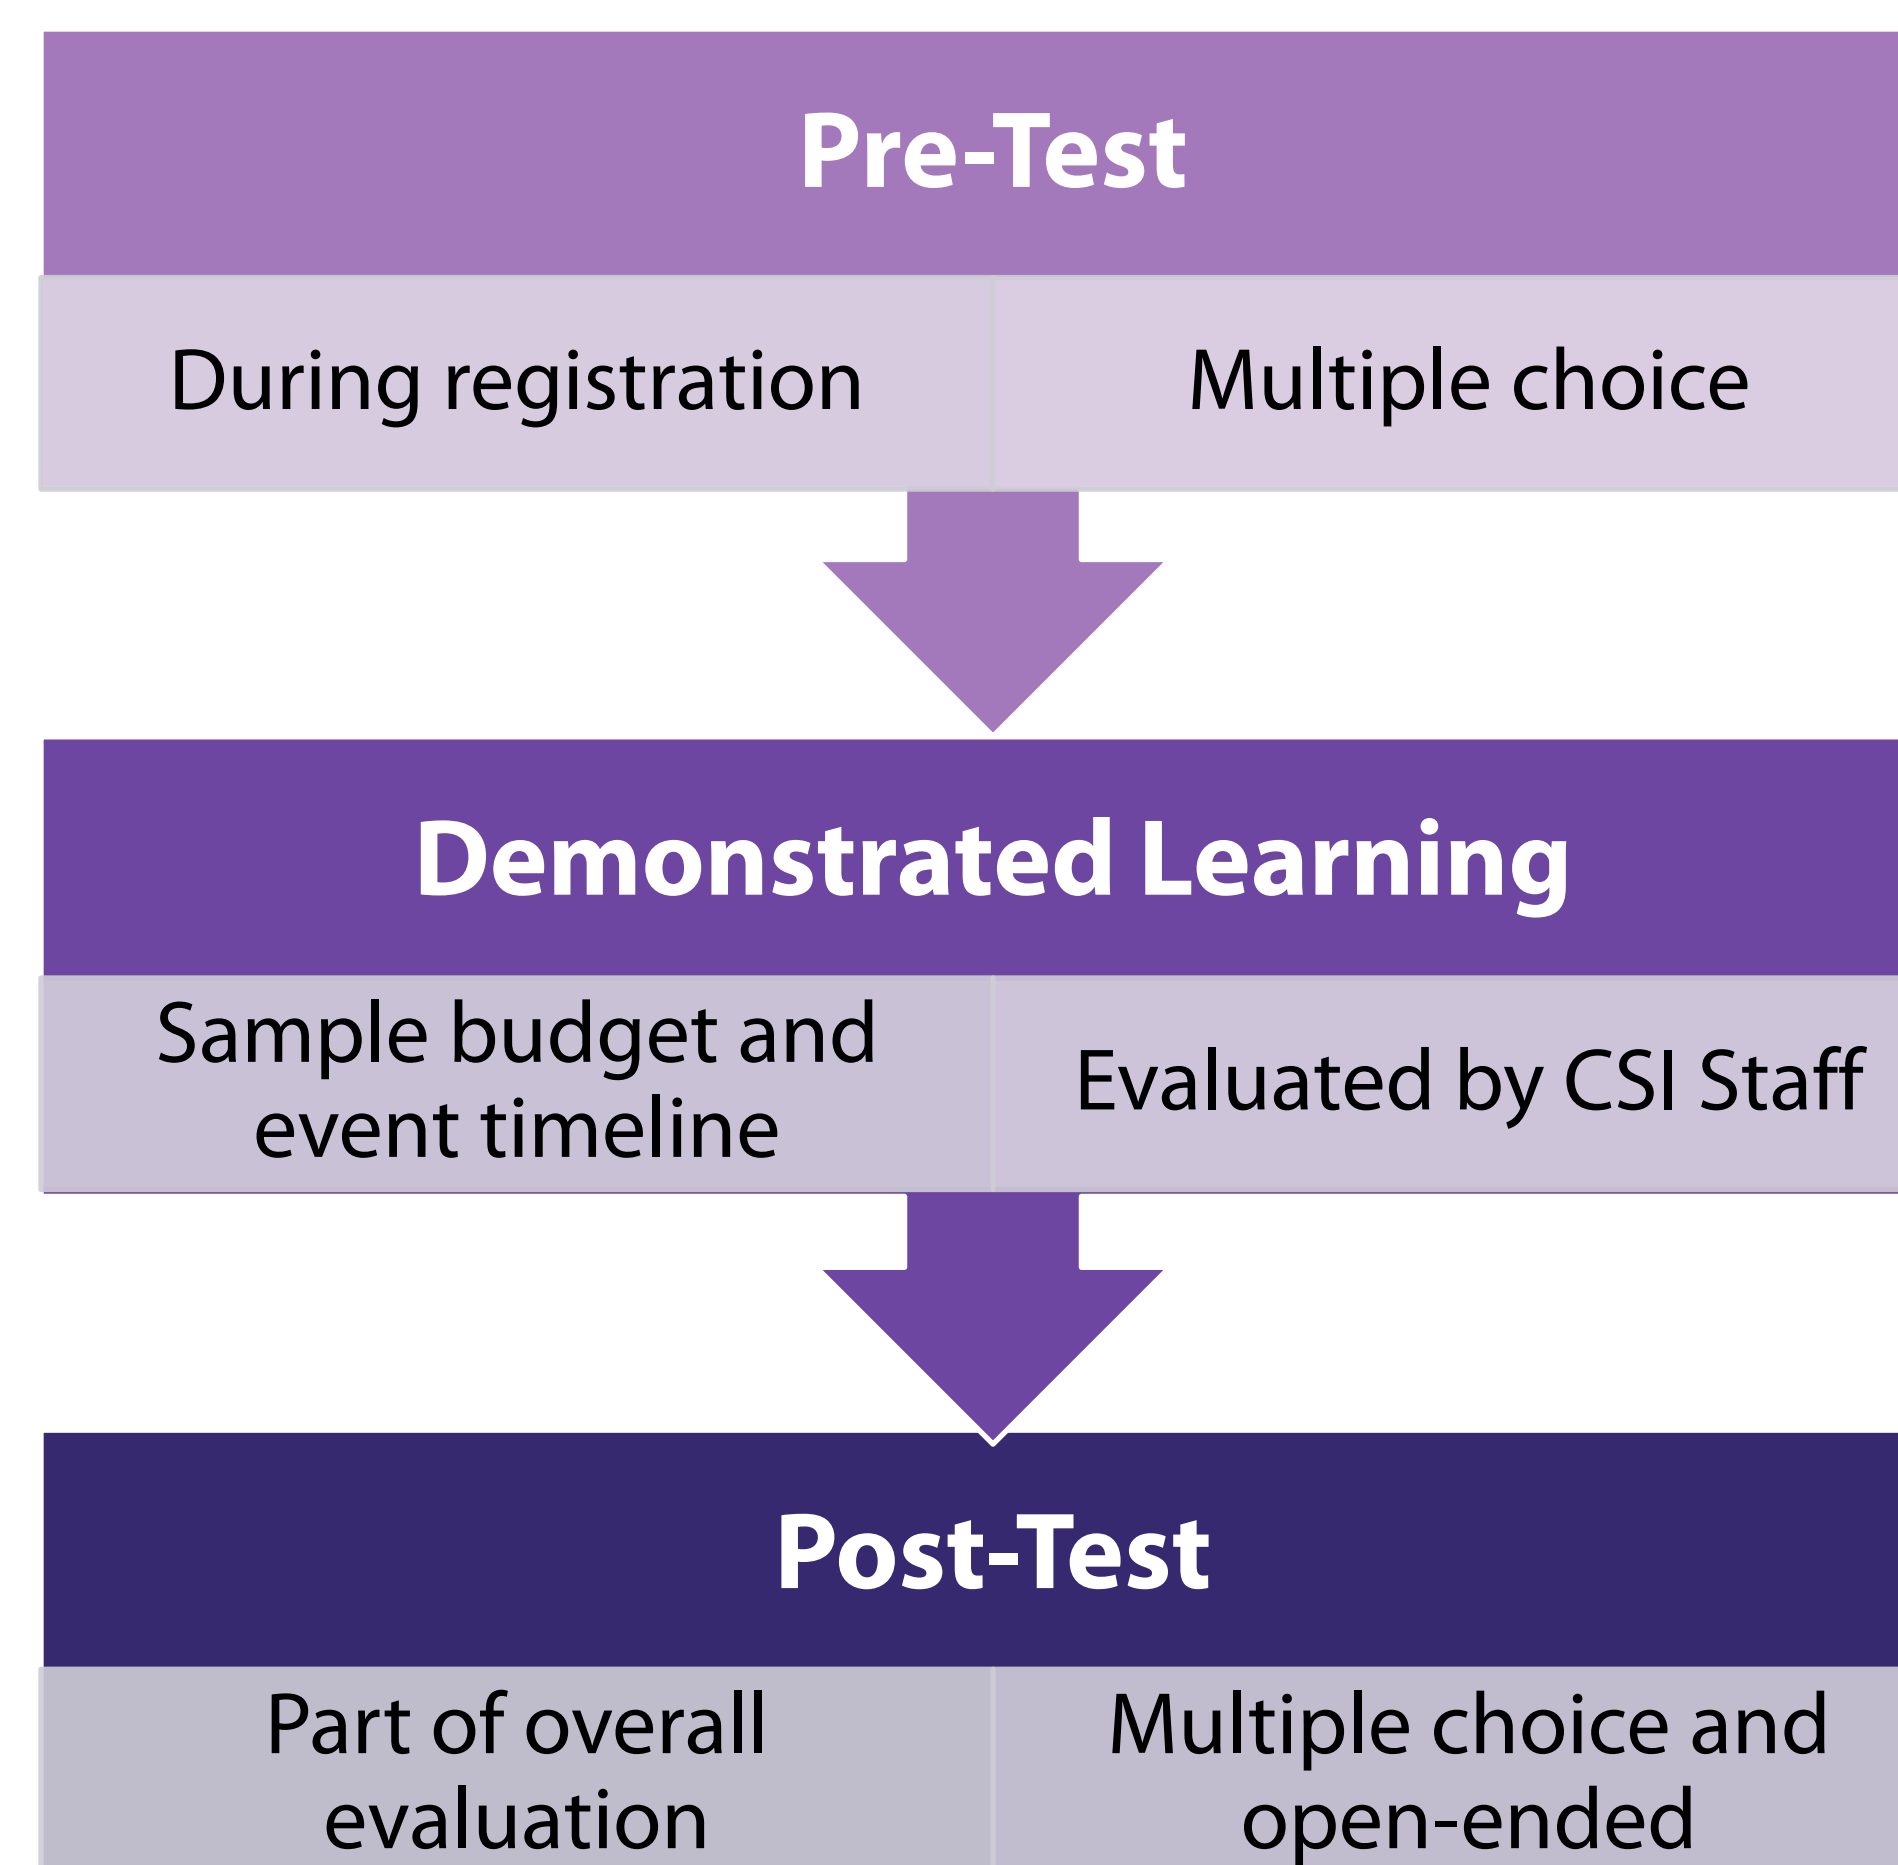 Pre-Test
During registration
Multiple choice
Demonstrated Learning
Sample budget and
event timeline
Evaluated by CSI Staff
Post-Test
Part of overall
evaluation
Multiple choice and
open-ended